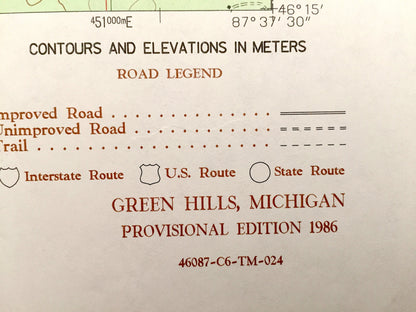 451000mE
46°15'
87°37'30"
CONTOURS AND ELEVATIONS IN METERS
ROAD LEGEND
mproved Road . . . . . . . . . . . . . . . .
Unimproved Road . . . . . . . . . . . . . .
Trail . . . . . . . . . . . . . . . . . . . . . . . .
Interstate Route U.S. Route State Route
GREEN HILLS, MICHIGAN
PROVISIONAL EDITION 1986
46087-C6-TM-024